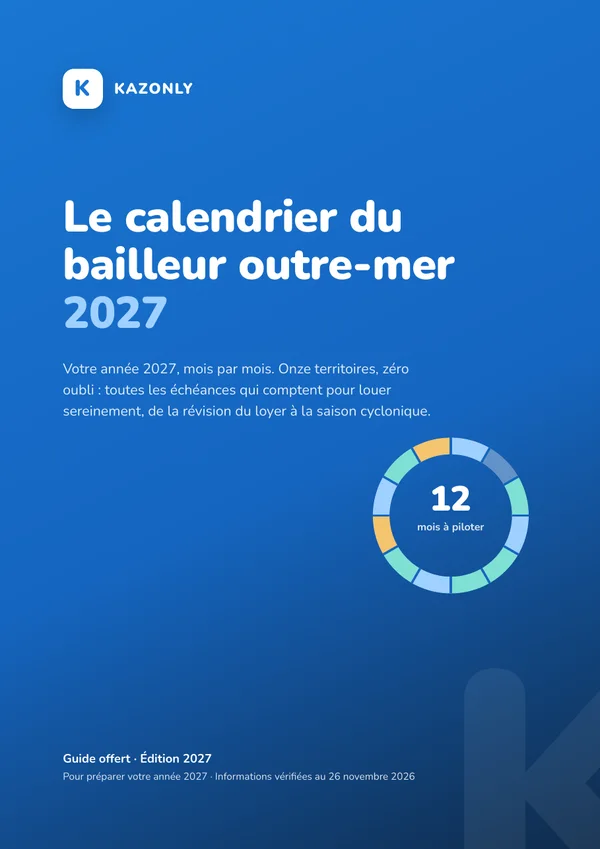 K KAZONLY
Le calendrier du
bailleur outre-mer
2027
Votre année 2027, mois par mois. Onze territoires, zéro
oubli : toutes les échéances qui comptent pour louer
sereinement, de la révision du loyer à la saison cyclonique.
12
mois à piloter
Guide offert · Édition 2027
Pour préparer votre année 2027 · Informations vérifiées au 26 novembre 2026